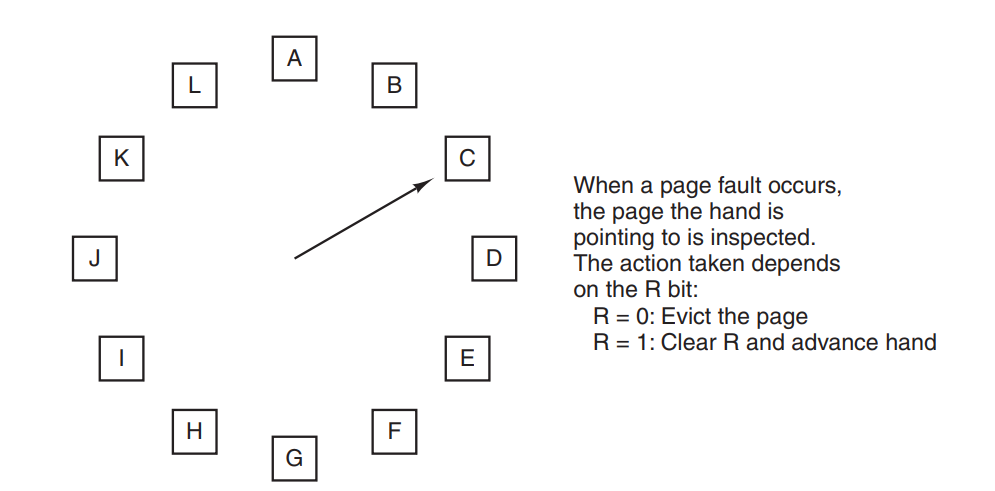 A
L
B
K
C
When a page fault occurs,
the page the hand is
pointing to is inspected.
The action taken depends
on the R bit:
R = 0: Evict the page
R = 1: Clear R and advance hand
J
D
I
E
H
F
G